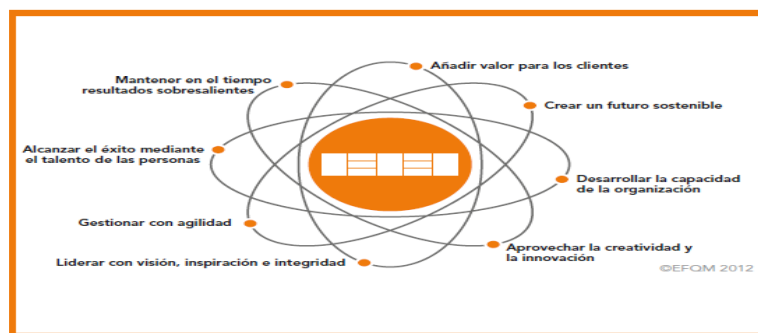 Añadir valor para los clientes
Mantener en el tiempo
resultados sobresalientes
Crear un futuro sostenible
Alcanzar el éxito mediante
el talento de las personas
Desarrollar la capacidad
de la organización
Gestionar con agilidad
Aprovechar la creatividad y
la innovación
Liderar con visión, inspiración e integridad
©EFQM 2012